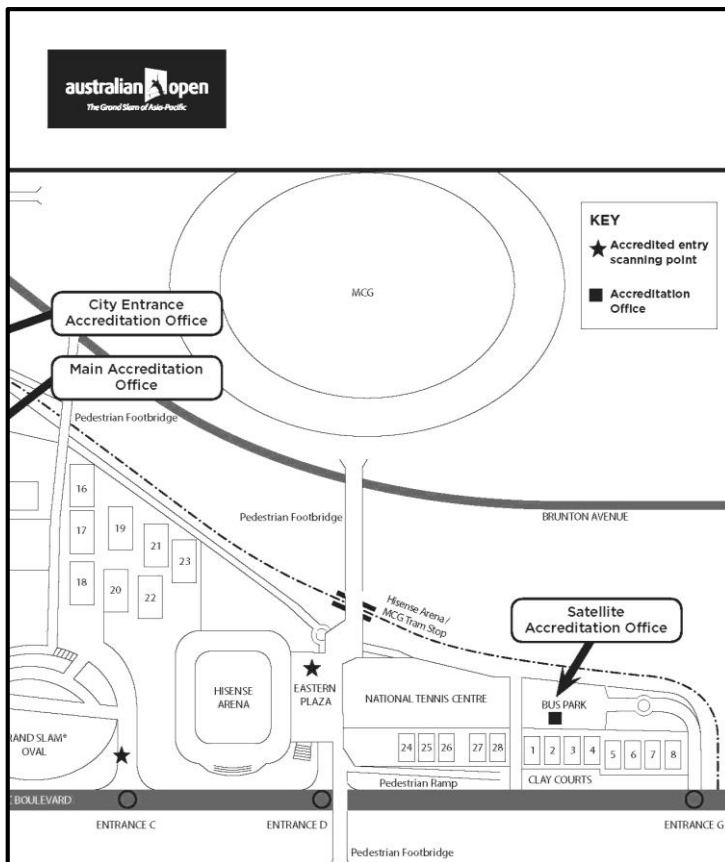 australian open
The Grand Slam of Asia-Pacific
KEY
Accredited entry
scanning point
Accreditation
Office
MCG
City Entrance
Accreditation Office
Main Accreditation
Office
Pedestrian Footbridge
16
17
18
19
20
21
22
23
Pedestrian Footbridge
BRUNTON AVENUE
Hisense Arena/
MCG Tram Stop
Satellite
Accreditation Office
HISENSE
ARENA
EASTERN
PLAZA
NATIONAL TENNIS CENTRE
BUS PARK
RAND SLAM®
OVAL
24 25 26 27 28
1 2 3 4 5 6 7 8
Pedestrian Ramp
CLAY COURTS
BOULEVARD
ENTRANCE C
ENTRANCE D
ENTRANCE G
Pedestrian Footbridge